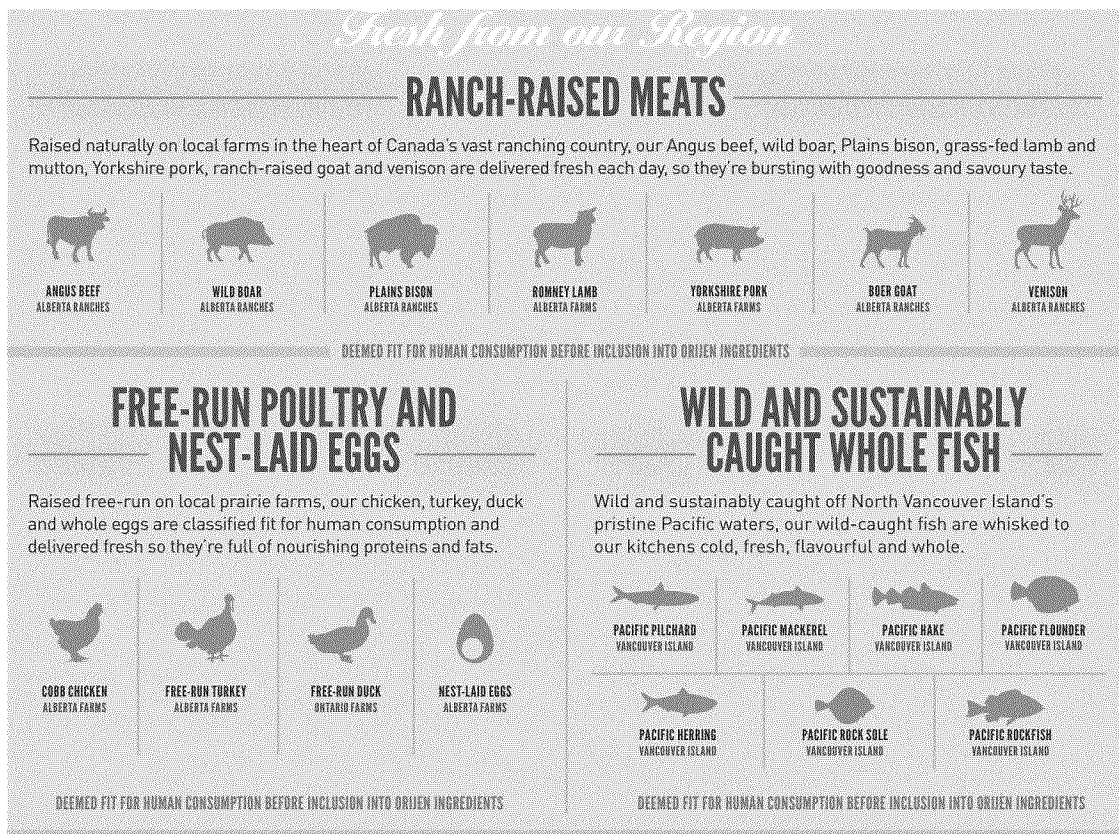 Fresh from our Region
RANCH-RAISED MEATS
Raised naturally on local farms in the heart of Canada's vast ranching country, our Angus beef, wild boar, Plains bison, grass-fed lamb and
mutton, Yorkshire pork, ranch-raised goat and venison are delivered fresh each day, so they're bursting with goodness and savoury taste.
ANGUS BEEF
ALBERTA RANCHES
WILD BOAR
ALBERTA RANCHES
PLAINS BISON
ALBERTA RANCHES
ROMNEY LAMB
ALBERTA FARMS
YORKSHIRE PORK
ALBERTA FARMS
BOER GOAT
ALBERTA RANCHES
VENISON
ALBERTA RANCHES
DEEMED FIT FOR HUMAN CONSUMPTION BEFORE INCLUSION INTO ORIJEN INGREDIENTS
FREE-RUN POULTRY AND
NEST-LAID EGGS
Raised free-run on local prairie farms, our chicken, turkey, duck
and whole eggs are classified fit for human consumption and
delivered fresh so they're full of nourishing proteins and fats.
COBB CHICKEN
ALBERTA FARMS
FREE-RUN TURKEY
ALBERTA FARMS
FREE-RUN DUCK
ONTARIO FARMS
NEST-LAID EGGS
ALBERTA FARMS
DEEMED FIT FOR HUMAN CONSUMPTION BEFORE INCLUSION INTO ORIJEN INGREDIENTS
WILD AND SUSTAINABLY
CAUGHT WHOLE FISH
Wild and sustainably caught off North Vancouver Island's
pristine Pacific waters, our wild-caught fish are whisked to
our kitchens cold, fresh, flavourful and whole.
PACIFIC PILCHARD
VANCOUVER ISLAND
PACIFIC MACKEREL
VANCOUVER ISLAND
PACIFIC HAKE
VANCOUVER ISLAND
PACIFIC FLOUNDER
VANCOUVER ISLAND
PACIFIC HERRING
VANCOUVER ISLAND
PACIFIC ROCK SOLE
VANCOUVER ISLAND
PACIFIC ROCKFISH
VANCOUVER ISLAND
DEEMED FIT FOR HUMAN CONSUMPTION BEFORE INCLUSION INTO ORIJEN INGREDIENTS